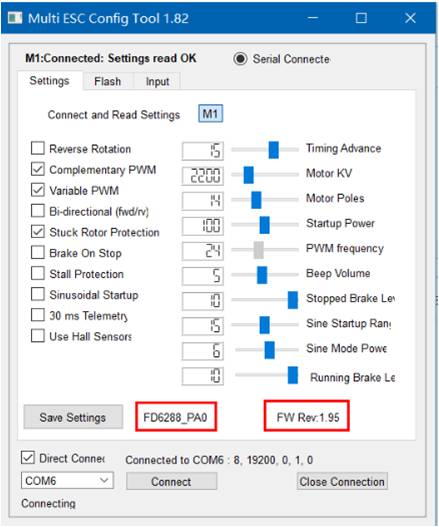 Multi ESC Config Tool 1.82
M1:Connected: Settings read OK
Serial Connecte
Settings
Flash
Input
Connect and Read Settings
M1
Reverse Rotation
15
Timing Advance
Complementary PWM
2200
Motor KV
Variable PWM
14
Motor Poles
Bi-directional (fwd/rv)
100
Startup Power
Stuck Rotor Protection
24
PWM frequency
Brake On Stop
5
Beep Volume
Stall Protection
10
Stopped Brake Lev
Sinusoidal Startup
15
Sine Startup Rang
30 ms Telemetry
6
Sine Mode Powe
Use Hall Sensors
10
Running Brake Le
Save Settings
FD6288_PA0
FW Rev:1.95
Direct Connec
Connected to COM6 : 8, 19200, 0, 1, 0
COM6
Connect
Close Connection
Connecting